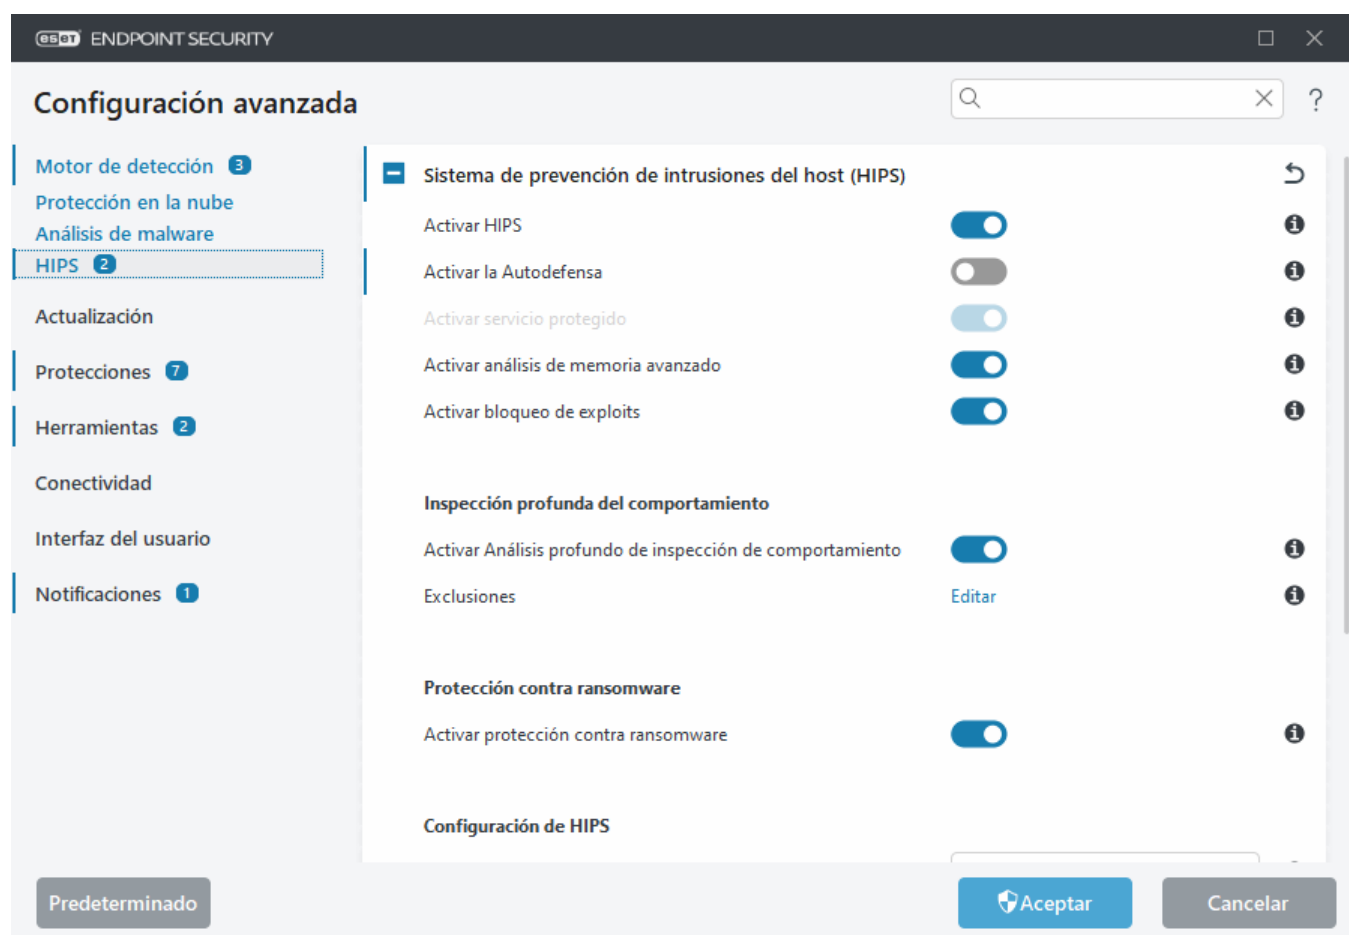 eset ENDPOINT SECURITY
Configuración avanzada
?
Motor de detección 3
Protección en la nube
Análisis de malware
HIPS 2
Actualización
Protecciones 7
Herramientas 2
Conectividad
Interfaz del usuario
Notificaciones 1
Sistema de prevención de intrusiones del host (HIPS)
Activar HIPS
Activar la Autodefensa
Activar servicio protegido
Activar análisis de memoria avanzado
Activar bloqueo de exploits
Inspección profunda del comportamiento
Activar Análisis profundo de inspección de comportamiento
Exclusiones Editar
Protección contra ransomware
Activar protección contra ransomware
Configuración de HIPS
Predeterminado
Aceptar
Cancelar